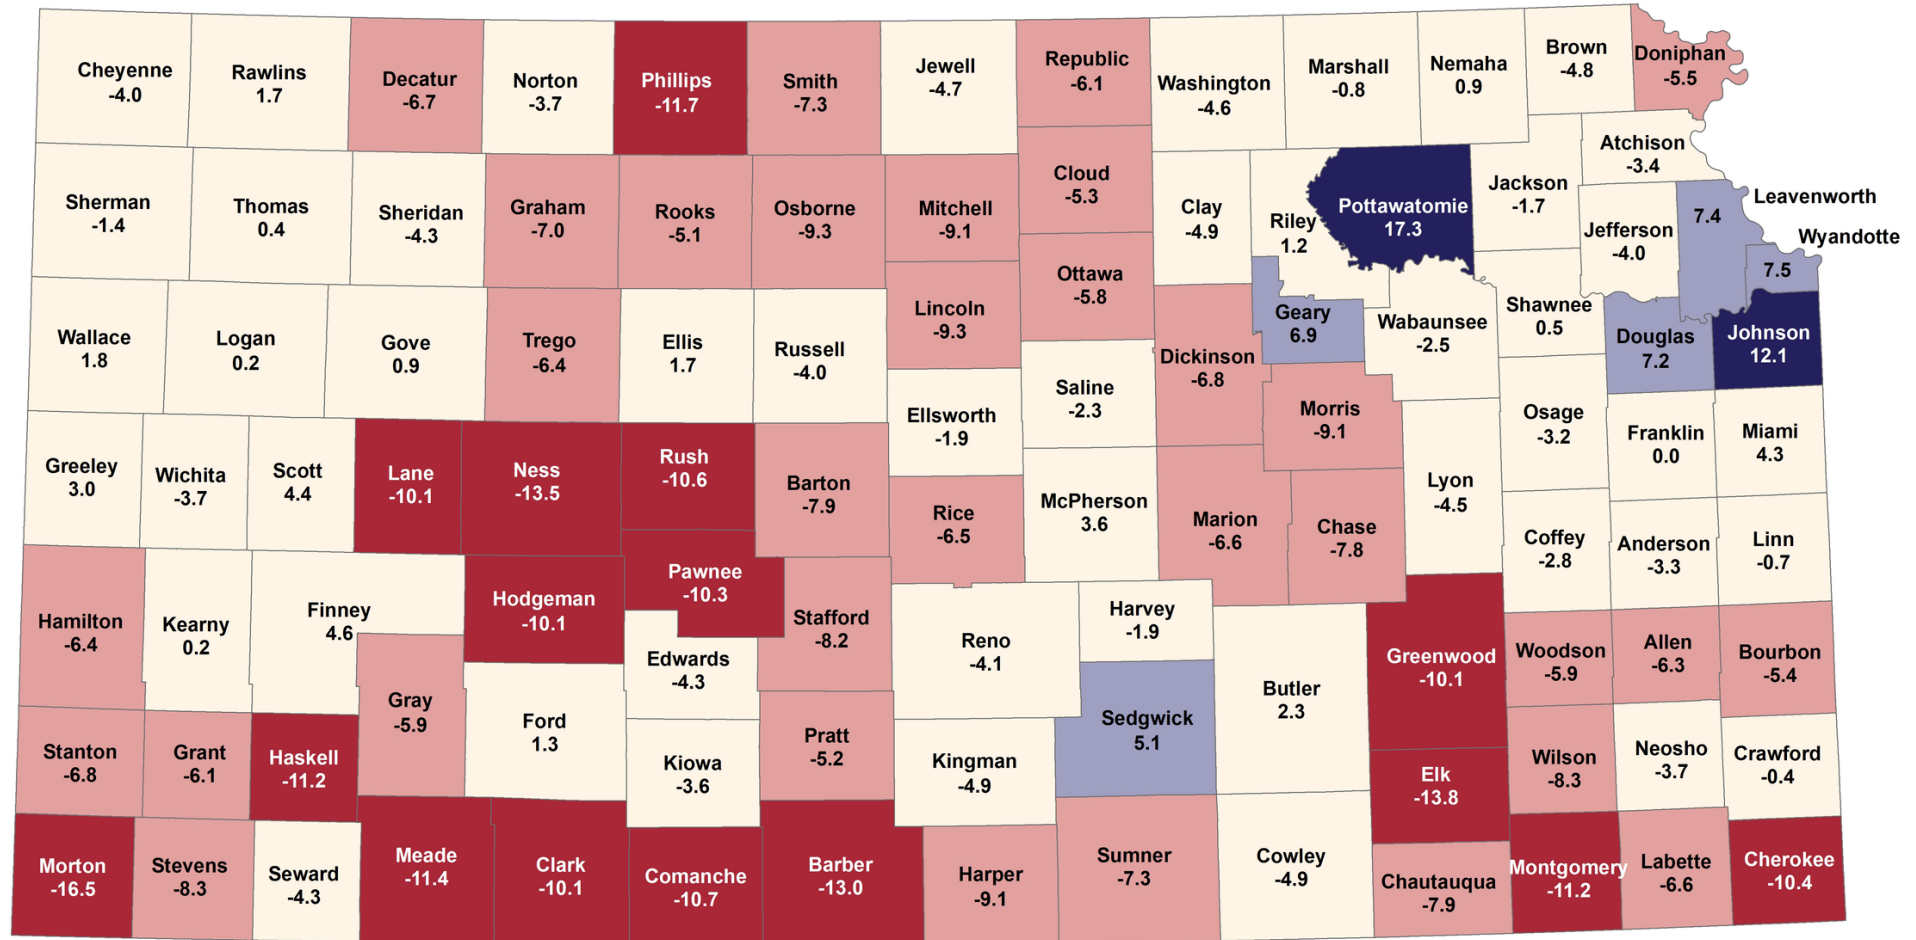 Cheyenne
-4.0
Rawlins
1.7
Decatur
-6.7
Norton
-3.7
Phillips
-11.7
Smith
-7.3
Jewell
-4.7
Republic
-6.1
Washington
-4.6
Marshall
-0.8
Nemaha
0.9
Brown
-4.8
Doniphan
-5.5
Sherman
-1.4
Thomas
0.4
Sheridan
-4.3
Graham
-7.0
Rooks
-5.1
Osborne
-9.3
Mitchell
-9.1
Cloud
-5.3
Clay
-4.9
Riley
1.2
Pottawatomie
17.3
Jackson
-1.7
Atchison
-3.4
Jefferson
-4.0
Leavenworth
7.4
Wyandotte
7.5
Wallace
1.8
Logan
0.2
Gove
0.9
Trego
-6.4
Ellis
1.7
Russell
-4.0
Lincoln
-9.3
Ottawa
-5.8
Saline
-2.3
Dickinson
-6.8
Geary
6.9
Wabaunsee
-2.5
Shawnee
0.5
Douglas
7.2
Johnson
12.1
Greeley
3.0
Wichita
-3.7
Scott
4.4
Lane
-10.1
Ness
-13.5
Rush
-10.6
Barton
-7.9
Ellsworth
-1.9
Rice
-6.5
McPherson
3.6
Marion
-6.6
Morris
-9.1
Chase
-7.8
Lyon
-4.5
Osage
-3.2
Franklin
0.0
Miami
4.3
Coffey
-2.8
Anderson
-3.3
Linn
-0.7
Hamilton
-6.4
Kearny
0.2
Finney
4.6
Hodgeman
-10.1
Pawnee
-10.3
Stafford
-8.2
Edwards
-4.3
Gray
-5.9
Ford
1.3
Reno
-4.1
Harvey
-1.9
Sedgwick
5.1
Butler
2.3
Greenwood
-10.1
Woodson
-5.9
Allen
-6.3
Bourbon
-5.4
Stanton
-6.8
Grant
-6.1
Haskell
-11.2
Kiowa
-3.6
Pratt
-5.2
Kingman
-4.9
Elk
-13.8
Wilson
-8.3
Neosho
-3.7
Crawford
-0.4
Morton
-16.5
Stevens
-8.3
Seward
-4.3
Meade
-11.4
Clark
-10.1
Comanche
-10.7
Barber
-13.0
Harper
-9.1
Sumner
-7.3
Cowley
-4.9
Chautauqua
-7.9
Montgomery
-11.2
Labette
-6.6
Cherokee
-10.4